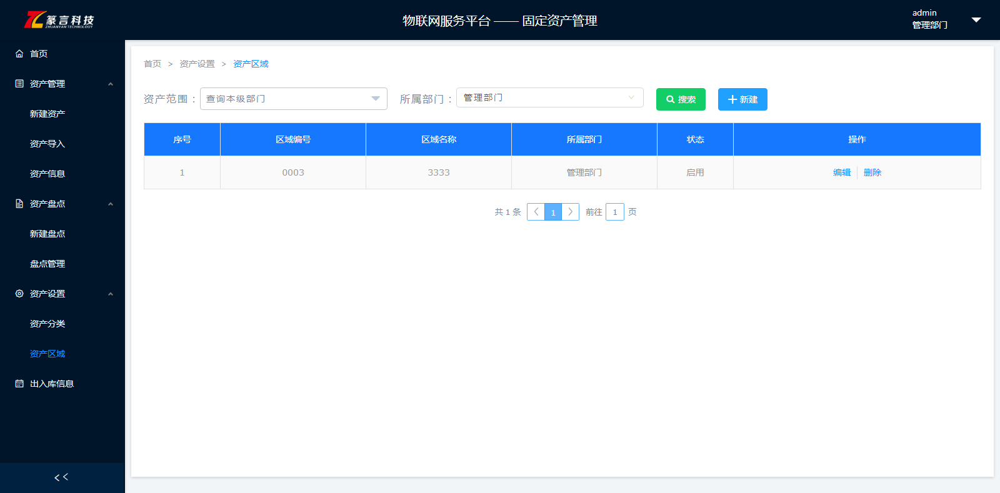 篆言科技
ZHUANYAN TECHNOLOGY
物联网服务平台 —— 固定资产管理
admin
管理部门
首页
资产管理
新建资产
资产导入
资产信息
资产盘点
新建盘点
盘点管理
资产设置
资产分类
资产区域
出入库信息
<<
首页 > 资产设置 > 资产区域
资产范围： 查询本级部门 所属部门： 管理部门 搜索 新建
序号 区域编号 区域名称 所属部门 状态 操作
1 0003 3333 管理部门 启用 编辑 删除
共 1 条 < 1 > 前往 1 页